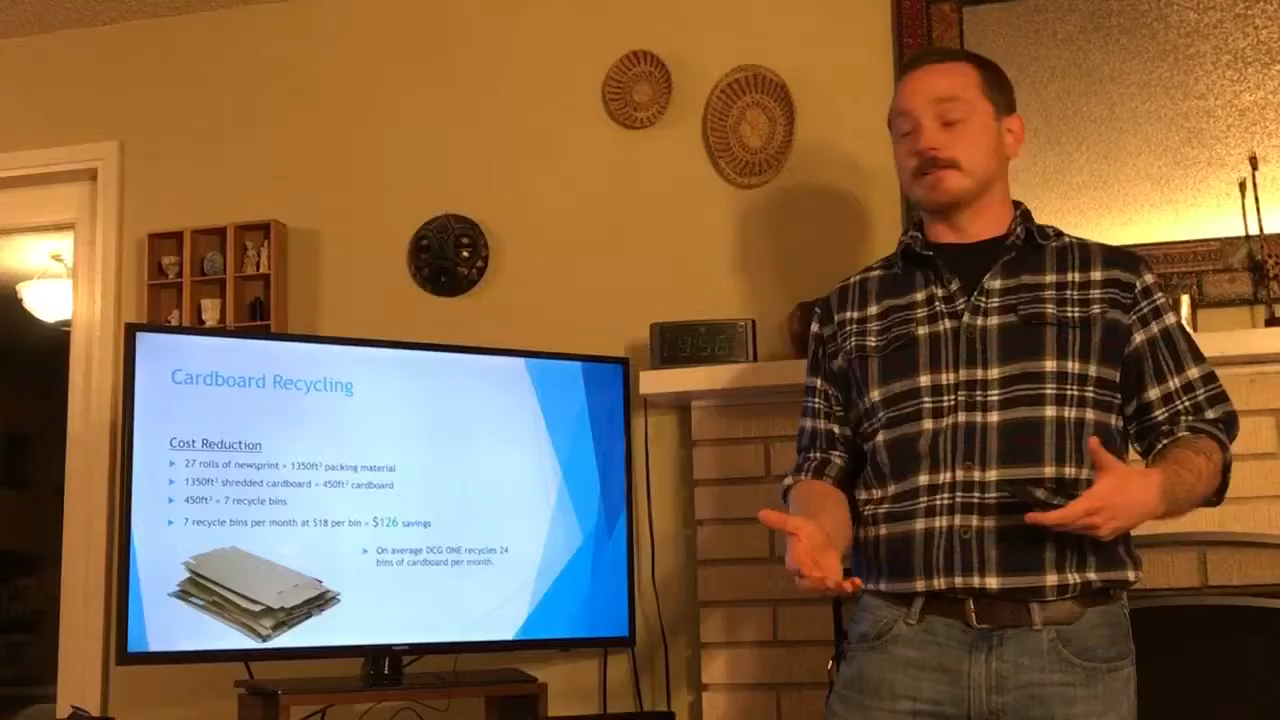 9:56
Cardboard Recycling
Cost Reduction
27 rolls of newsprint = 1350ft³ packing material
1350ft³ shredded cardboard = 450ft³ cardboard
450ft³ = 7 recycle bins
7 recycle bins per month at $18 per bin = $126 savings
On average DCG ONE recycles 24
bins of cardboard per month.